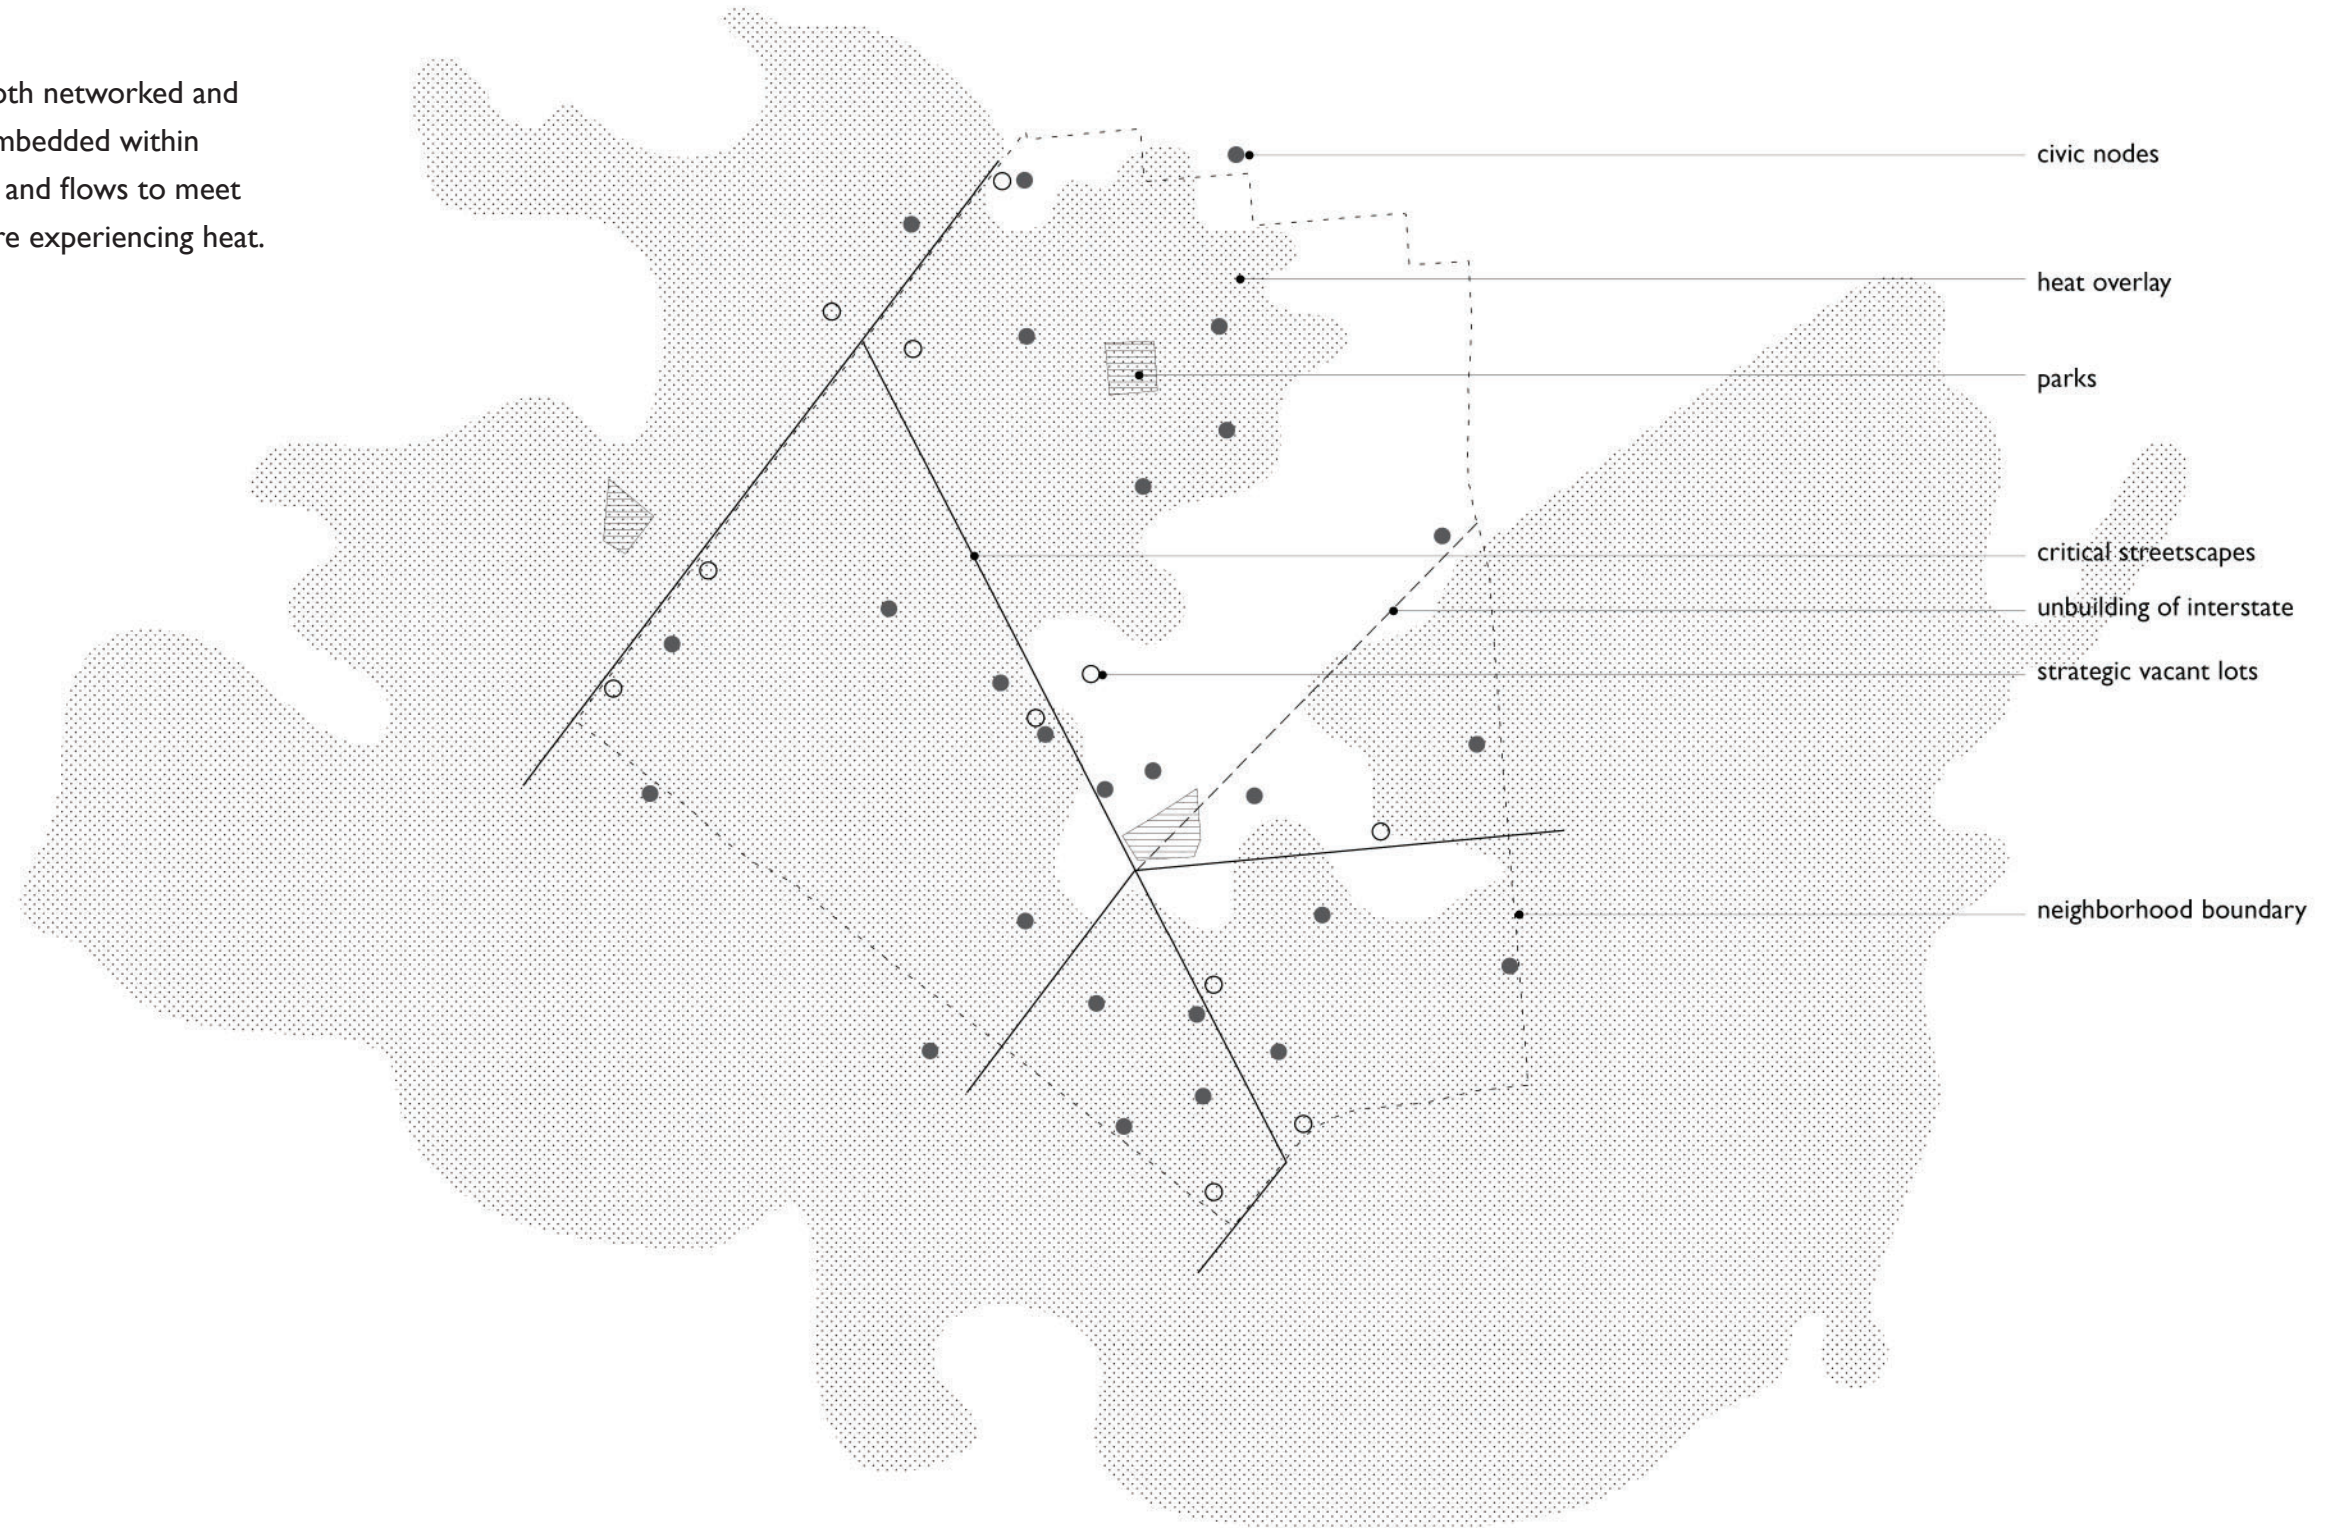 oth networked and
mbedded within
and flows to meet
re experiencing heat.
civic nodes
heat overlay
parks
critical streetscapes
unbuilding of interstate
strategic vacant lots
neighborhood boundary